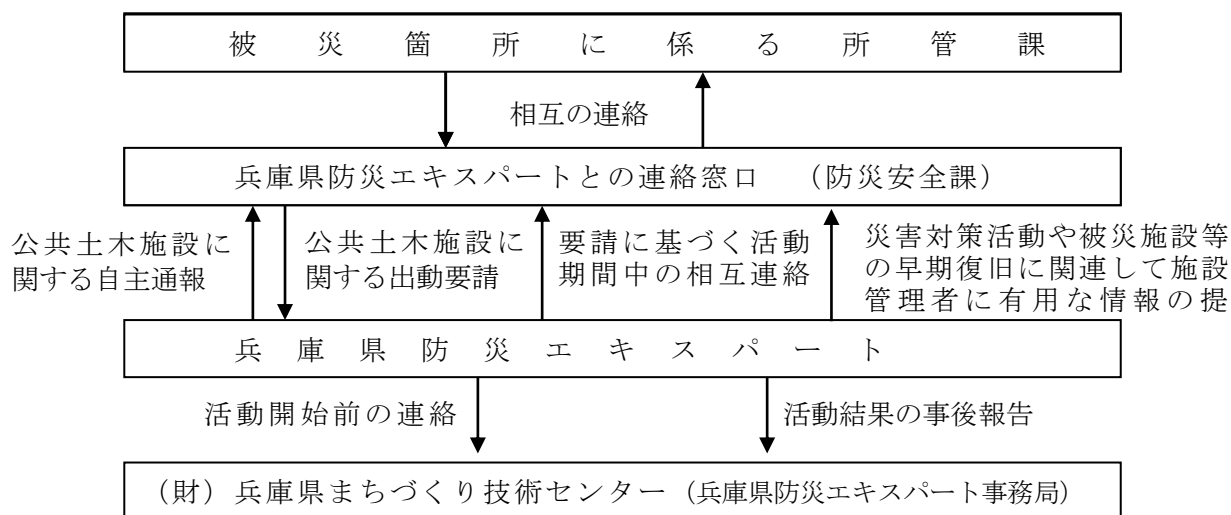 被災箇所に係る所管課
相互の連絡
兵庫県防災エキスパートとの連絡窓口 （防災安全課）
公共土木施設に
関する自主通報
公共土木施設に
関する出動要請
要請に基づく活動
期間中の相互連絡
災害対策活動や被災施設等
の早期復旧に関連して施設
管理者に有用な情報の提
兵庫県防災エキスパート
活動開始前の連絡
活動結果の事後報告
（財）兵庫県まちづくり技術センター（兵庫県防災エキスパート事務局）